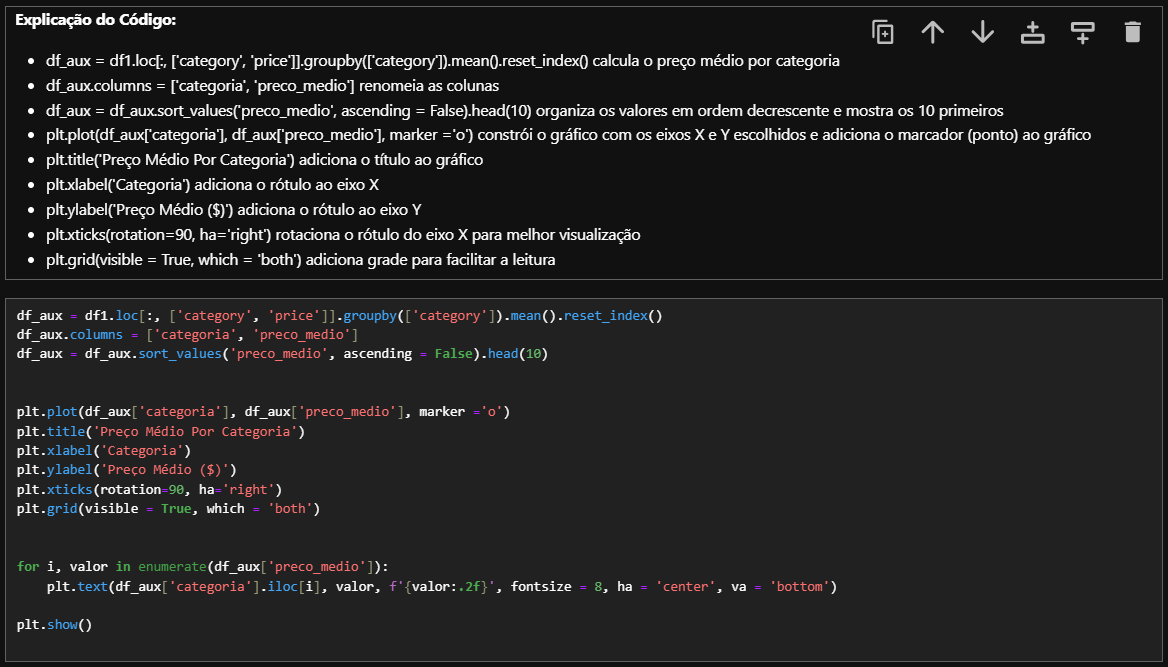 Explicação do Código:
• df_aux = df1.loc[:, ['category', 'price']].groupby(['category']).mean().reset_index() calcula o preço médio por categoria
• df_aux.columns = ['categoria', 'preco_medio'] renomeia as colunas
• df_aux = df_aux.sort_values('preco_medio', ascending = False).head(10) organiza os valores em ordem decrescente e mostra os 10 primeiros
• plt.plot(df_aux['categoria'], df_aux['preco_medio'], marker ='o') constrói o gráfico com os eixos X e Y escolhidos e adiciona o marcador (ponto) ao gráfico
• plt.title('Preço Médio Por Categoria') adiciona o título ao gráfico
• plt.xlabel('Categoria') adiciona o rótulo ao eixo X
• plt.ylabel('Preço Médio ($)') adiciona o rótulo ao eixo Y
• plt.xticks(rotation=90, ha='right') rotaciona o rótulo do eixo X para melhor visualização
• plt.grid(visible = True, which = 'both') adiciona grade para facilitar a leitura
df_aux = df1.loc[:, ['category', 'price']].groupby(['category']).mean().reset_index()
df_aux.columns = ['categoria', 'preco_medio']
df_aux = df_aux.sort_values('preco_medio', ascending = False).head(10)
plt.plot(df_aux['categoria'], df_aux['preco_medio'], marker ='o')
plt.title('Preço Médio Por Categoria')
plt.xlabel('Categoria')
plt.ylabel('Preço Médio ($)')
plt.xticks(rotation=90, ha='right')
plt.grid(visible = True, which = 'both')
for i, valor in enumerate(df_aux['preco_medio']):
    plt.text(df_aux['categoria'].iloc[i], valor, f'{valor:.2f}', fontsize = 8, ha = 'center', va = 'bottom')
plt.show()